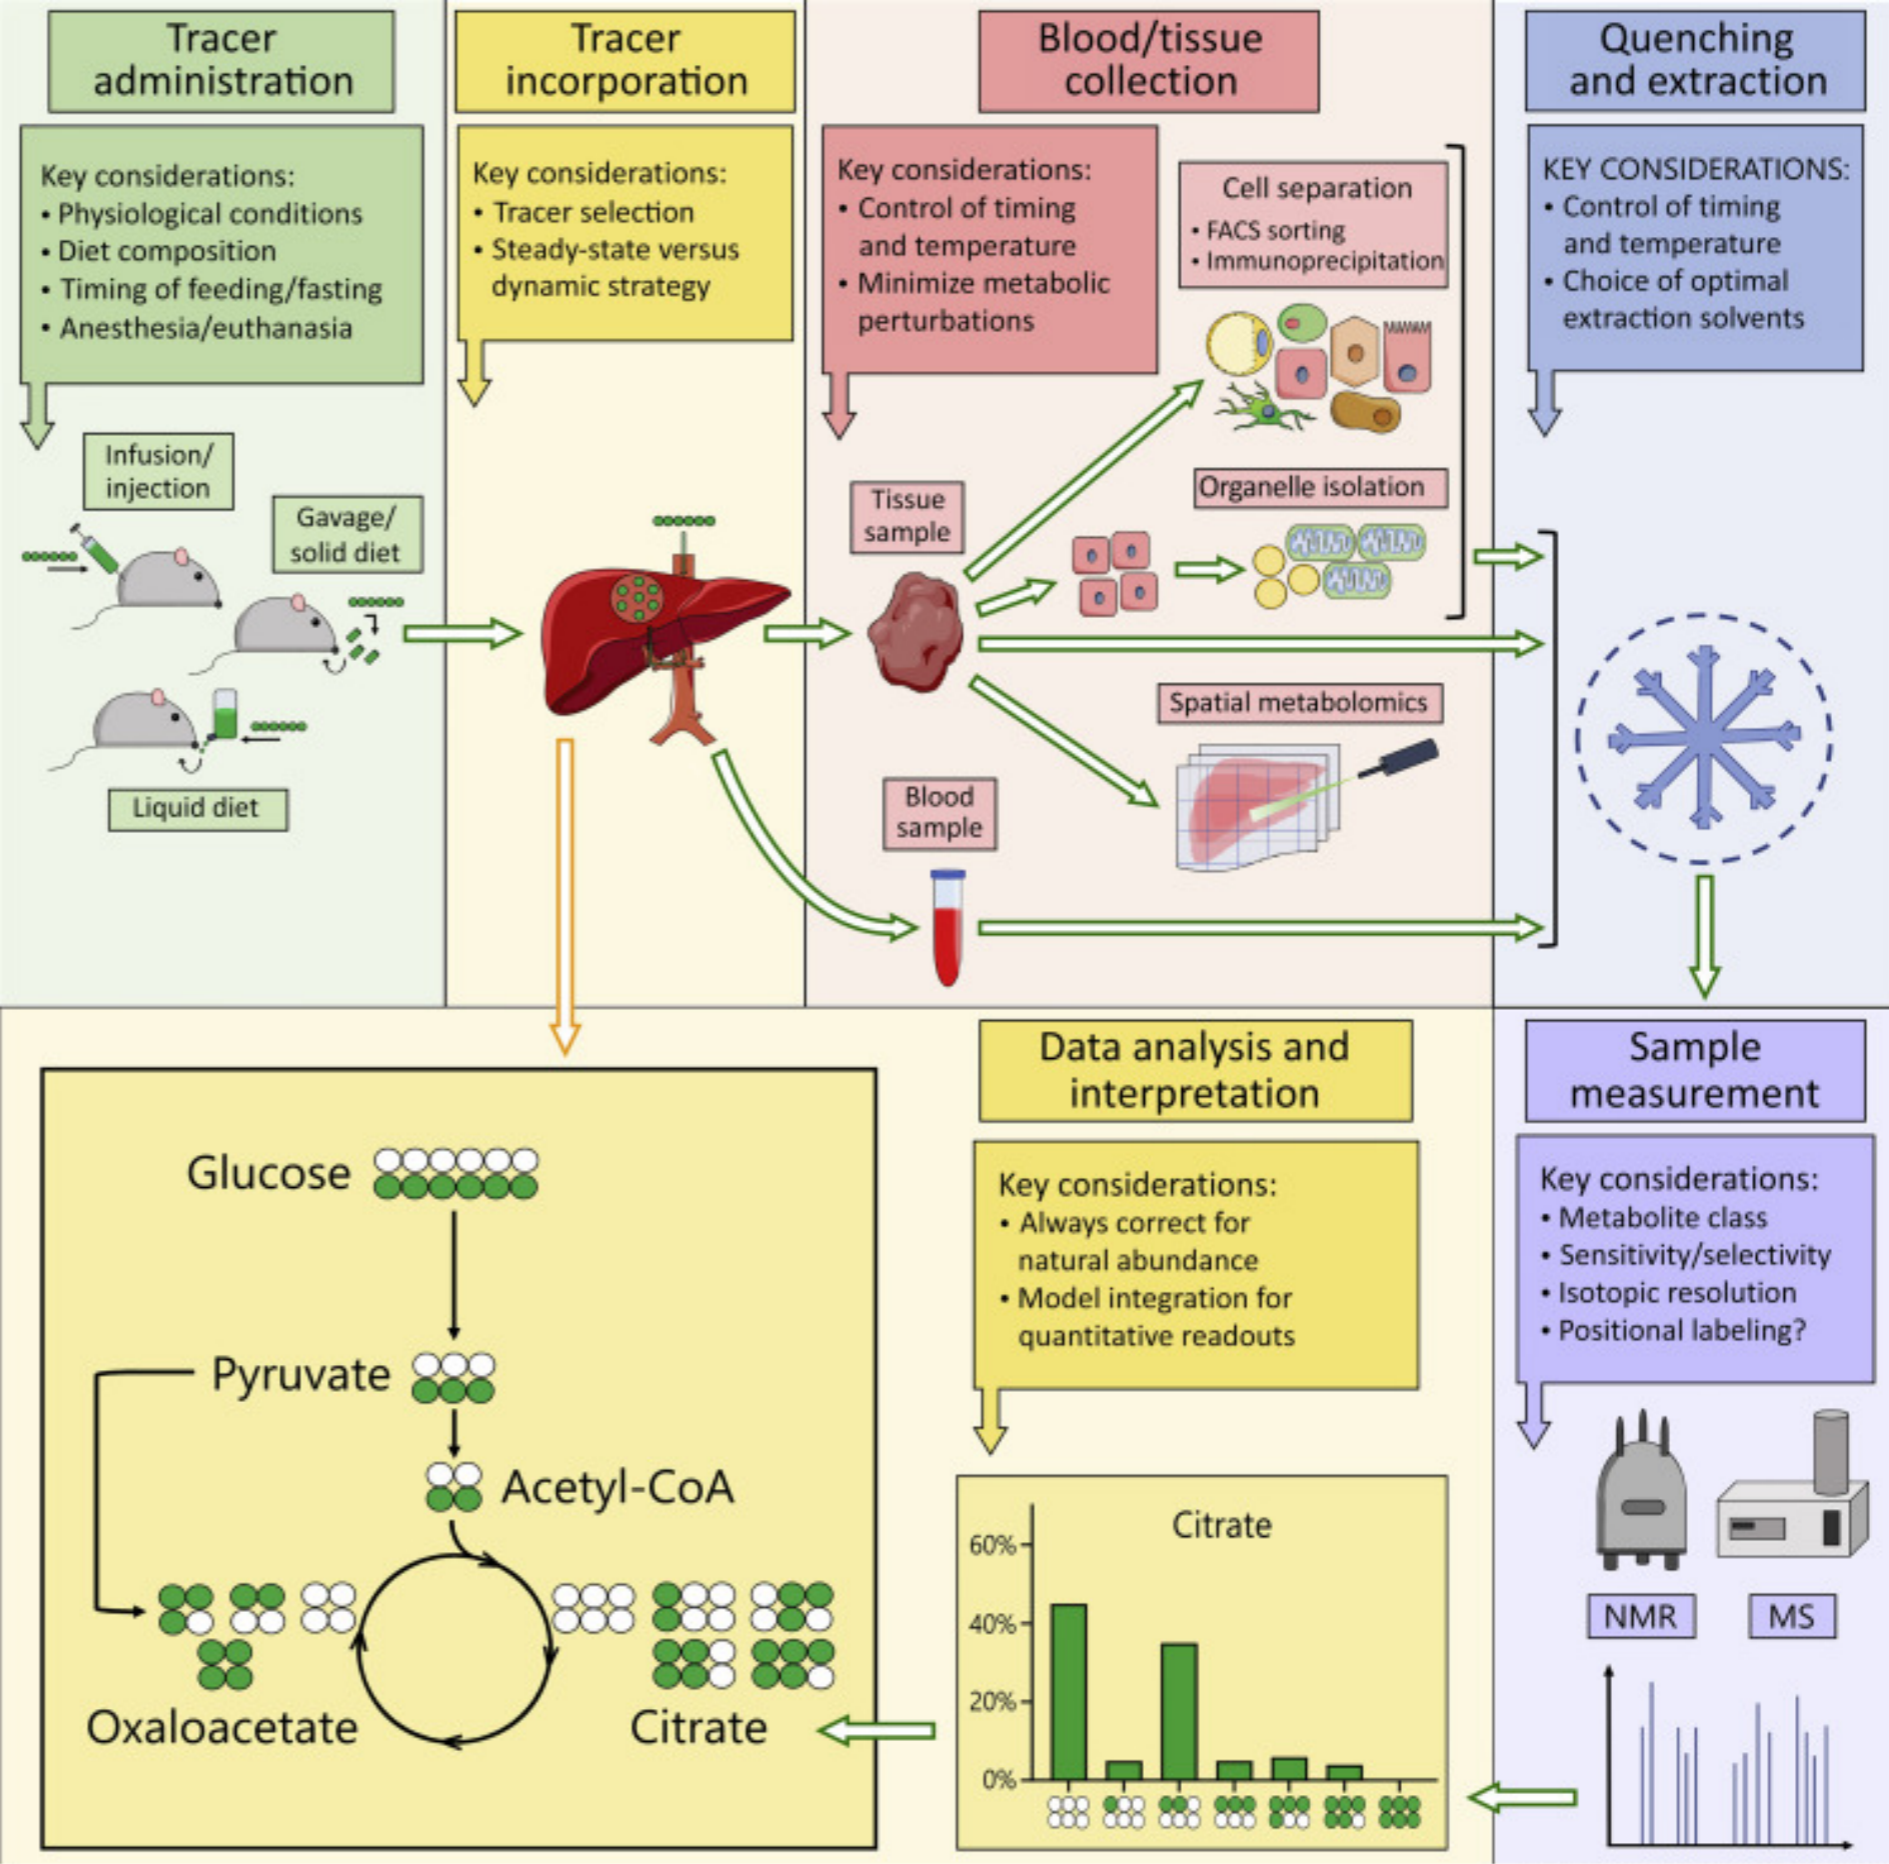 Tracer
administration
Key considerations:
• Physiological conditions
• Diet composition
• Timing of feeding/fasting
• Anesthesia/euthanasia
Infusion/
injection
Gavage/
solid diet
Liquid diet
Tracer
incorporation
Key considerations:
• Tracer selection
• Steady-state versus
dynamic strategy
Blood/tissue
collection
Key considerations:
• Control of timing
and temperature
• Minimize metabolic
perturbations
Cell separation
• FACS sorting
• Immunoprecipitation
Tissue
sample
Organelle isolation
Spatial metabolomics
Blood
sample
Quenching
and extraction
KEY CONSIDERATIONS:
• Control of timing
and temperature
• Choice of optimal
extraction solvents
Sample
measurement
Key considerations:
• Metabolite class
• Sensitivity/selectivity
• Isotopic resolution
• Positional labeling?
NMR
MS
Data analysis and
interpretation
Key considerations:
• Always correct for
natural abundance
• Model integration for
quantitative readouts
Citrate
60%
40%
20%
0%
Glucose
Pyruvate
Acetyl-CoA
Oxaloacetate
Citrate